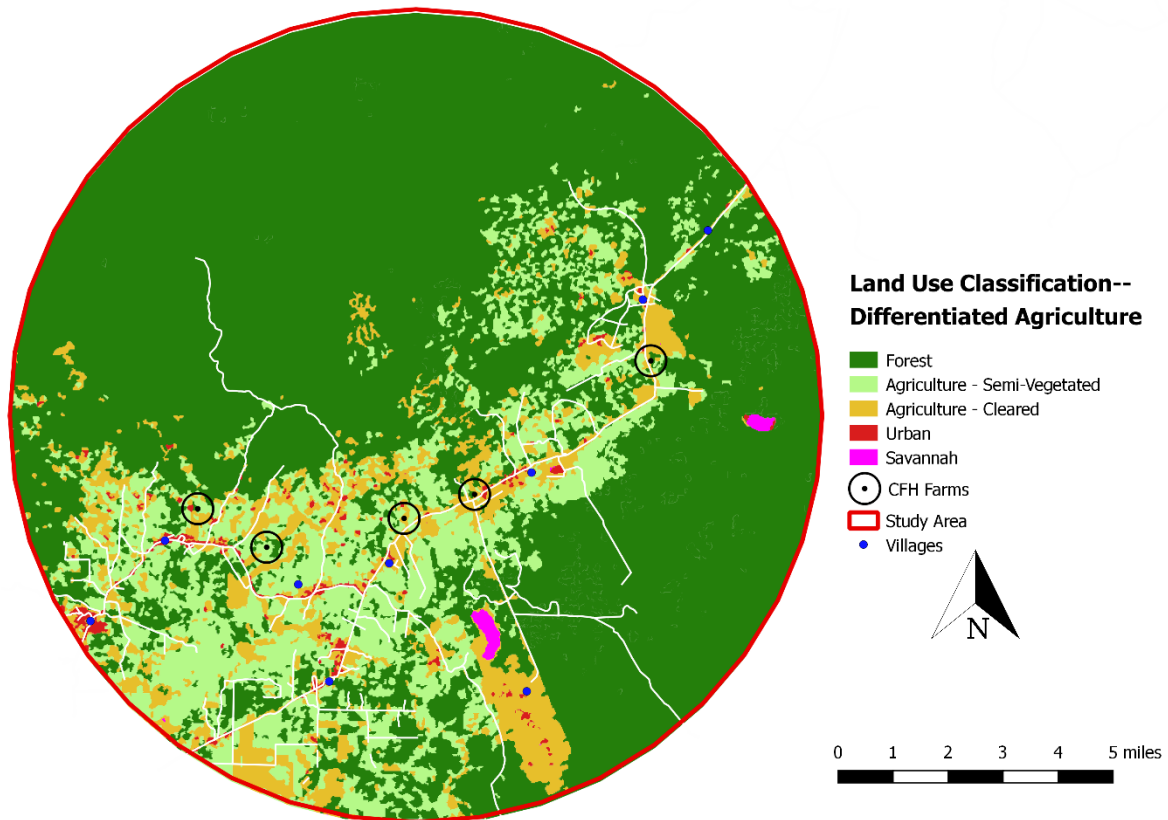 Land Use Classification--
Differentiated Agriculture
Forest
Agriculture - Semi-Vegetated
Agriculture - Cleared
Urban
Savannah
CFH Farms
Study Area
Villages
N
0 1 2 3 4 5 miles